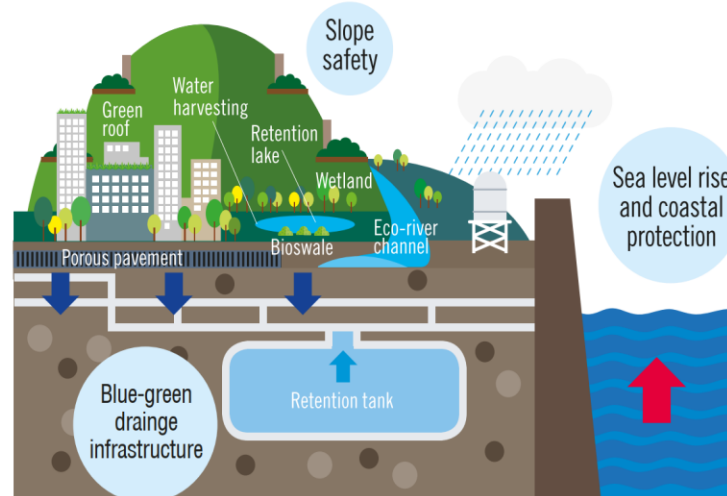 Slope
safety
Water
harvesting
Green
roof
Retention
lake
Wetland
Sea level rise
and coastal
protection
Eco-river
channel
Bioswale
Porous pavement
Blue-green
drainge
infrastructure
Retention tank